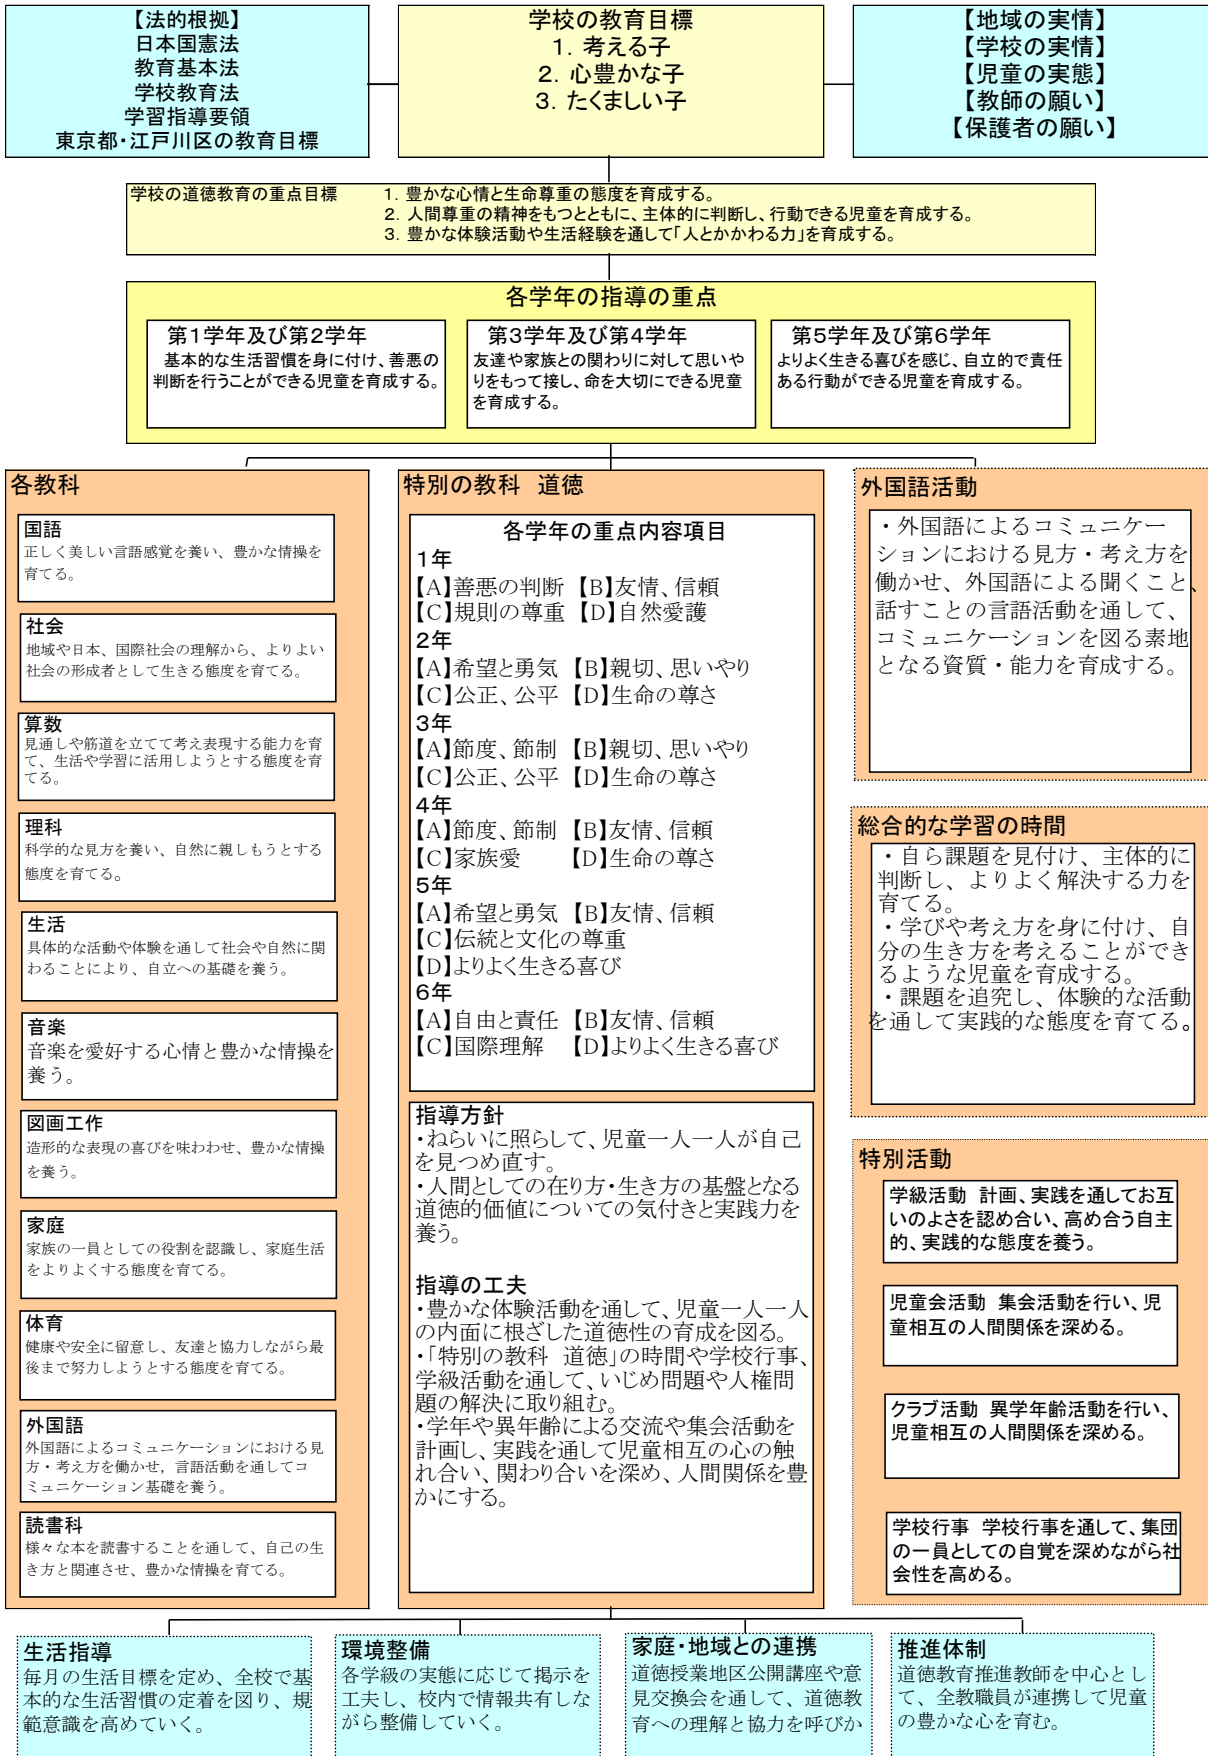 【法的根拠】
日本国憲法
教育基本法
学校教育法
学習指導要領
東京都・江戸川区の教育目標
学校の教育目標
1．考える子
2．心豊かな子
3．たくましい子
【地域の実情】
【学校の実情】
【児童の実態】
【教師の願い】
【保護者の願い】
学校の道徳教育の重点目標　1．豊かな心情と生命尊重の態度を育成する。
2．人間尊重の精神をもつとともに、主体的に判断し、行動できる児童を育成する。
3．豊かな体験活動や生活経験を通して「人とかかわる力」を育成する。
各学年の指導の重点
第1学年及び第2学年
基本的な生活習慣を身に付け、善悪の
判断を行うことができる児童を育成する。
第3学年及び第4学年
友達や家族との関わりに対して思いや
りをもって接し、命を大切にできる児童
を育成する。
第5学年及び第6学年
よりよく生きる喜びを感じ、自立的で責任
ある行動ができる児童を育成する。
各教科
国語
正しく美しい言語感覚を養い、豊かな情操を
育てる。
社会
地域や日本、国際社会の理解から、よりよい
社会の形成者として生きる態度を育てる。
算数
見通しや筋道を立てて考え表現する能力を育
て、生活や学習に活用しようとする態度を育
てる。
理科
科学的な見方を養い、自然に親しもうとする
態度を育てる。
生活
具体的な活動や体験を通して社会や自然に関
わることにより、自立への基礎を養う。
音楽
音楽を愛好する心情と豊かな情操を
養う。
図画工作
造形的な表現の喜びを味わわせ、豊かな情操
を養う。
家庭
家族の一員としての役割を認識し、家庭生活
をよりよくする態度を育てる。
体育
健康や安全に留意し、友達と協力しながら最
後まで努力しようとする態度を育てる。
外国語
外国語によるコミュニケーションにおける見
方・考え方を働かせ，言語活動を通してコ
ミュニケーション基礎を養う。
読書科
様々な本を読書することを通して、自己の生
き方と関連させ、豊かな情操を育てる。
特別の教科　道徳
各学年の重点内容項目
1年
【A】善悪の判断　【B】友情、信頼
【C】規則の尊重　【D】自然愛護
2年
【A】希望と勇気　【B】親切、思いやり
【C】公正、公平　【D】生命の尊さ
3年
【A】節度、節制　【B】親切、思いやり
【C】公正、公平　【D】生命の尊さ
4年
【A】節度、節制　【B】友情、信頼
【C】家族愛　【D】生命の尊さ
5年
【A】希望と勇気　【B】友情、信頼
【C】伝統と文化の尊重
【D】よりよく生きる喜び
6年
【A】自由と責任　【B】友情、信頼
【C】国際理解　【D】よりよく生きる喜び
指導方針
・ねらいに照らして、児童一人一人が自己
を見つめ直す。
・人間としての在り方・生き方の基盤となる
道徳的価値についての気付きと実践力を
養う。
指導の工夫
・豊かな体験活動を通して、児童一人一人
の内面に根ざした道徳性の育成を図る。
・「特別の教科　道徳」の時間や学校行事、
学級活動を通して、いじめ問題や人権問
題の解決に取り組む。
・学年や異年齢による交流や集会活動を
計画し、実践を通して児童相互の心の触
れ合い、関わり合いを深め、人間関係を豊
かにする。
外国語活動
・外国語によるコミュニケー
ションにおける見方・考え方を
働かせ、外国語による聞くこと、
話すことの言語活動を通して、
コミュニケーションを図る素地
となる資質・能力を育成する。
総合的な学習の時間
・自ら課題を見付け、主体的に
判断し、よりよく解決する力を
育てる。
・学びや考え方を身に付け、自
分の生き方を考えることができ
るような児童を育成する。
・課題を追究し、体験的な活動
を通して実践的な態度を育てる。
特別活動
学級活動　計画、実践を通してお互
いのよさを認め合い、高め合う自主
的、実践的な態度を養う。
児童会活動　集会活動を行い、児
童相互の人間関係を深める。
クラブ活動　異学年齢活動を行い、
児童相互の人間関係を深める。
学校行事　学校行事を通して、集団
の一員としての自覚を深めながら社
会性を高める。
生活指導
毎月の生活目標を定め、全校で基
本的な生活習慣の定着を図り、規
範意識を高めていく。
環境整備
各学級の実態に応じて掲示を
工夫し、校内で情報共有しな
がら整備していく。
家庭・地域との連携
道徳授業地区公開講座や意
見交換会を通して、道徳教
育への理解と協力を呼びか
推進体制
道徳教育推進教師を中心とし
て、全教職員が連携して児童
の豊かな心を育む。